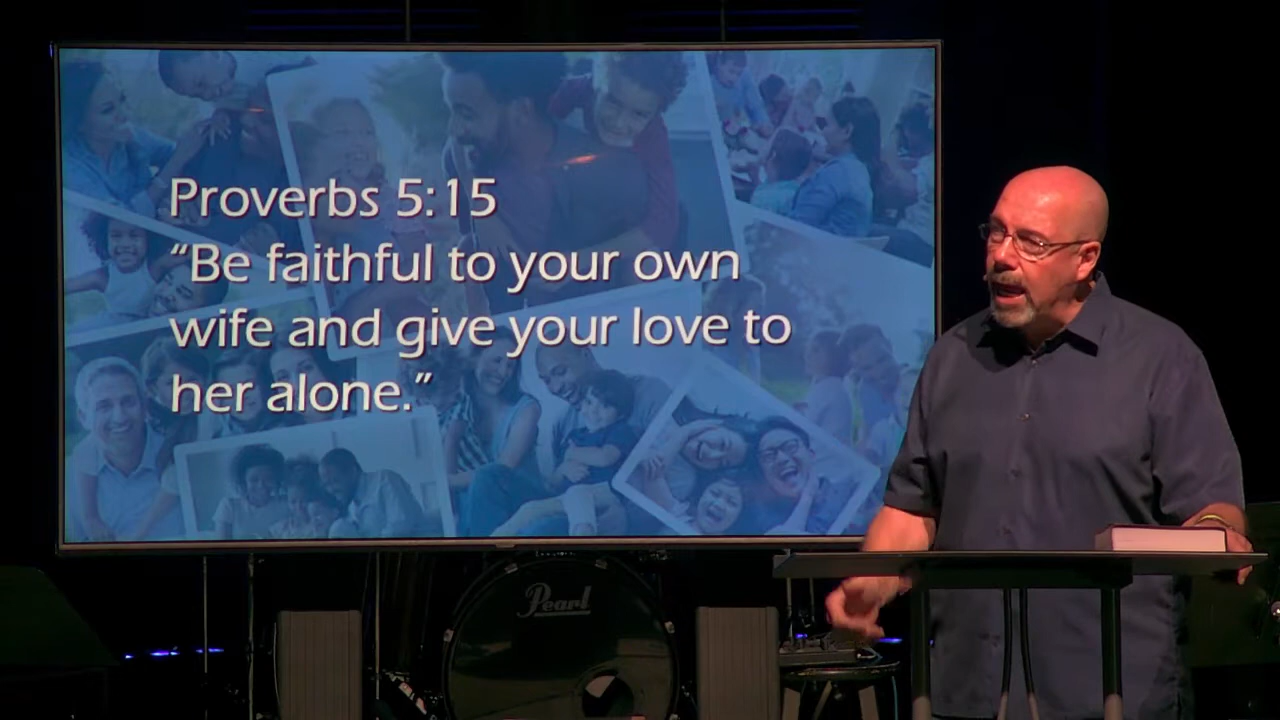 Proverbs 5:15
“Be faithful to your own
wife and give your love to
her alone.”
Pearl